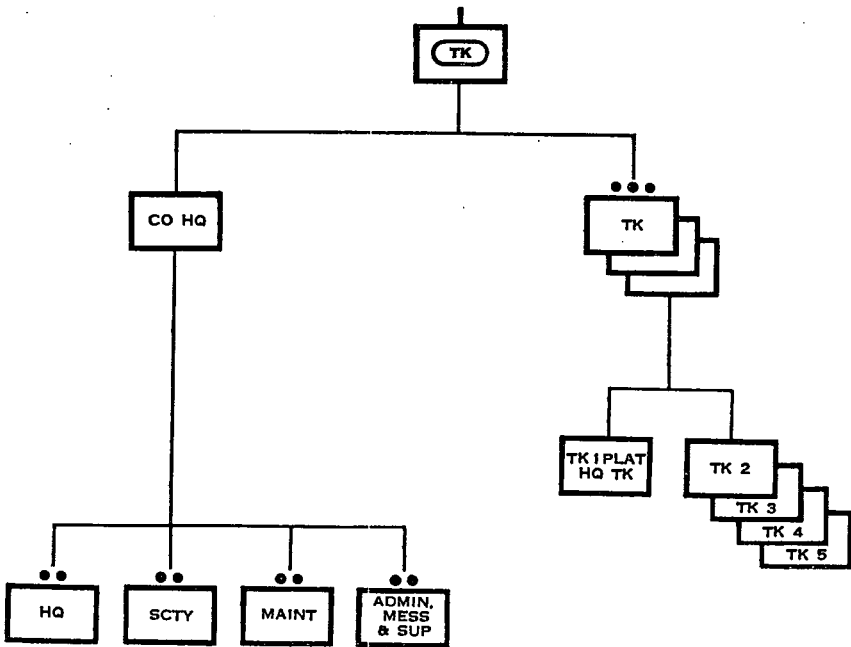 TK
CO HQ
TK
TK 1 PLAT
HQ TK
TK 2
TK 3
TK 4
TK 5
HQ
SCTY
MAINT
ADMIN,
MESS
& SUP